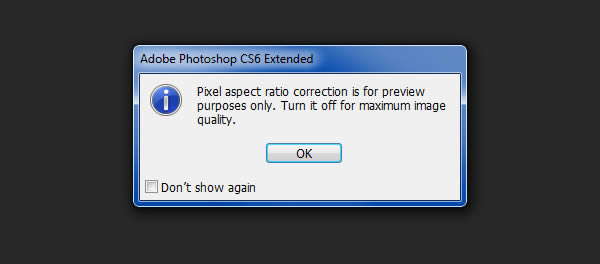 Adobe Photoshop CS6 Extended
Pixel aspect ratio correction is for preview
purposes only. Turn it off for maximum image
quality.
OK
Don't show again